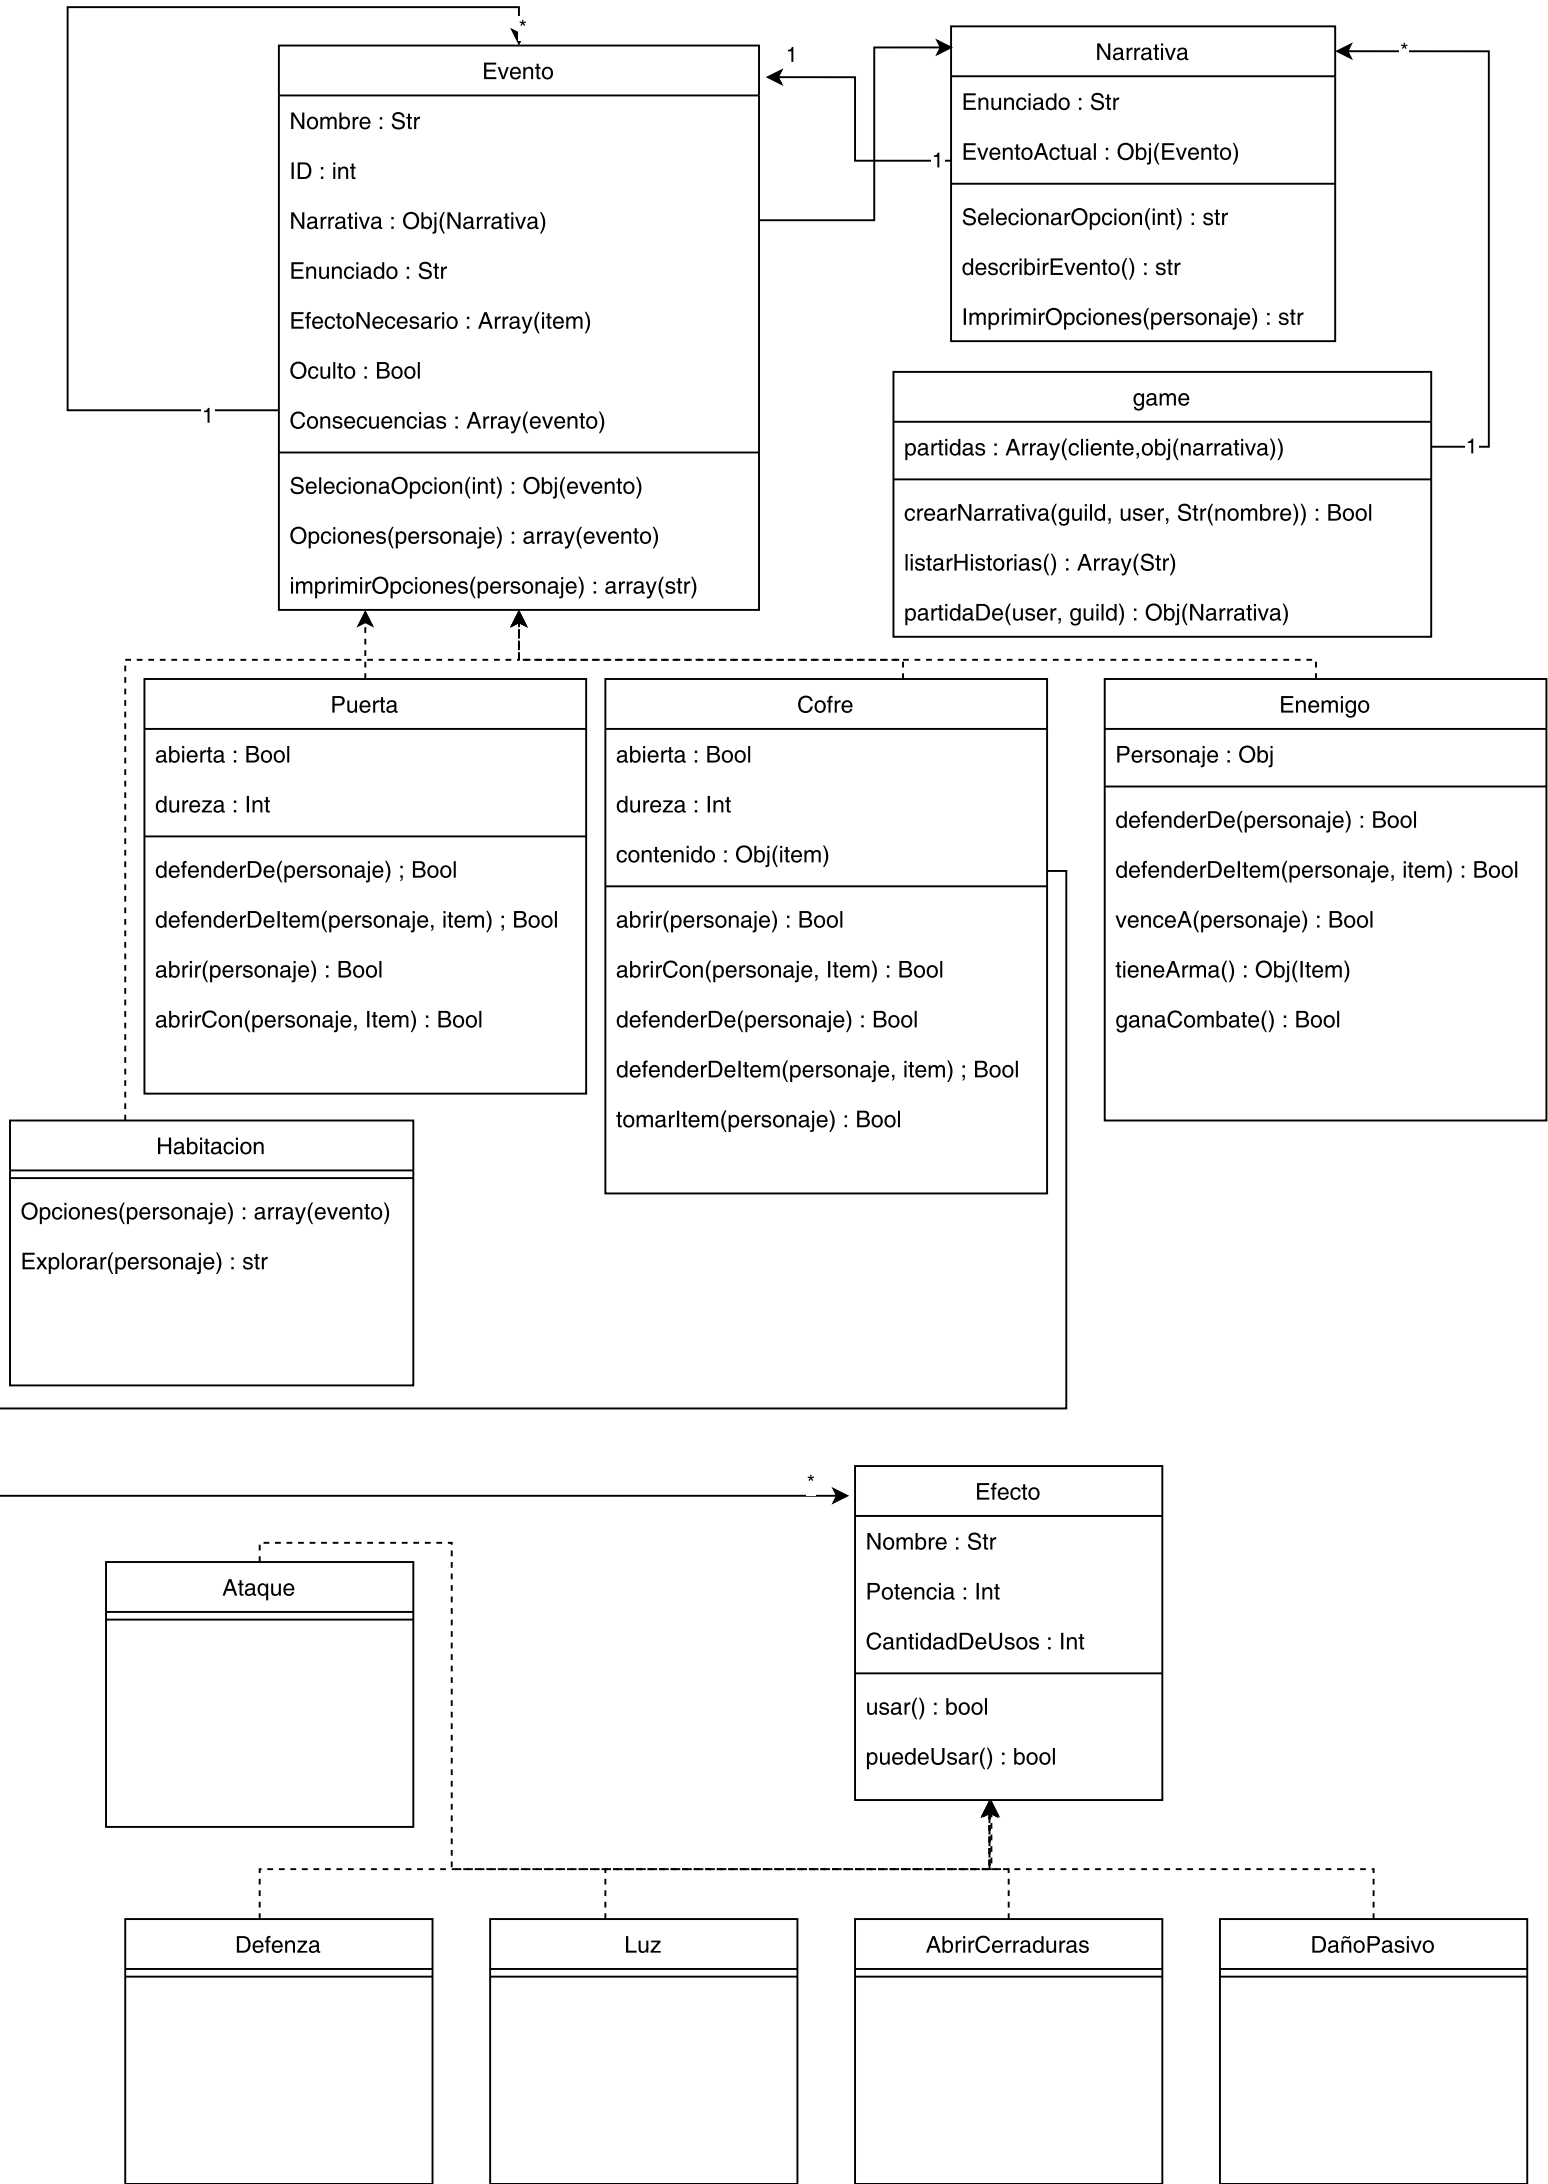 *
Evento
Nombre : Str
ID : int
Narrativa : Obj(Narrativa)
Enunciado : Str
EfectoNecesario : Array(item)
Oculto : Bool
Consecuencias : Array(evento)
SelecionaOpcion(int) : Obj(evento)
Opciones(personaje) : array(evento)
imprimirOpciones(personaje) : array(str)
1
1
1
Narrativa
Enunciado : Str
EventoActual : Obj(Evento)
SelecionarOpcion(int) : str
describirEvento() : str
ImprimirOpciones(personaje) : str
*
game
partidas : Array(cliente,obj(narrativa))
crearNarrativa(guild, user, Str(nombre)) : Bool
listarHistorias() : Array(Str)
partidaDe(user, guild) : Obj(Narrativa)
1
Puerta
abierta : Bool
dureza : Int
defenderDe(personaje) ; Bool
defenderDeItem(personaje, item) ; Bool
abrir(personaje) : Bool
abrirCon(personaje, Item) : Bool
Cofre
abierta : Bool
dureza : Int
contenido : Obj(item)
abrir(personaje) : Bool
abrirCon(personaje, Item) : Bool
defenderDe(personaje) : Bool
defenderDeItem(personaje, item) ; Bool
tomarItem(personaje) : Bool
Enemigo
Personaje : Obj
defenderDe(personaje) : Bool
defenderDeItem(personaje, item) : Bool
venceA(personaje) : Bool
tieneArma() : Obj(Item)
ganaCombate() : Bool
Habitacion
Opciones(personaje) : array(evento)
Explorar(personaje) : str
*
Efecto
Nombre : Str
Potencia : Int
CantidadDeUsos : Int
usar() : bool
puedeUsar() : bool
Ataque
Defenza
Luz
AbrirCerraduras
DañoPasivo